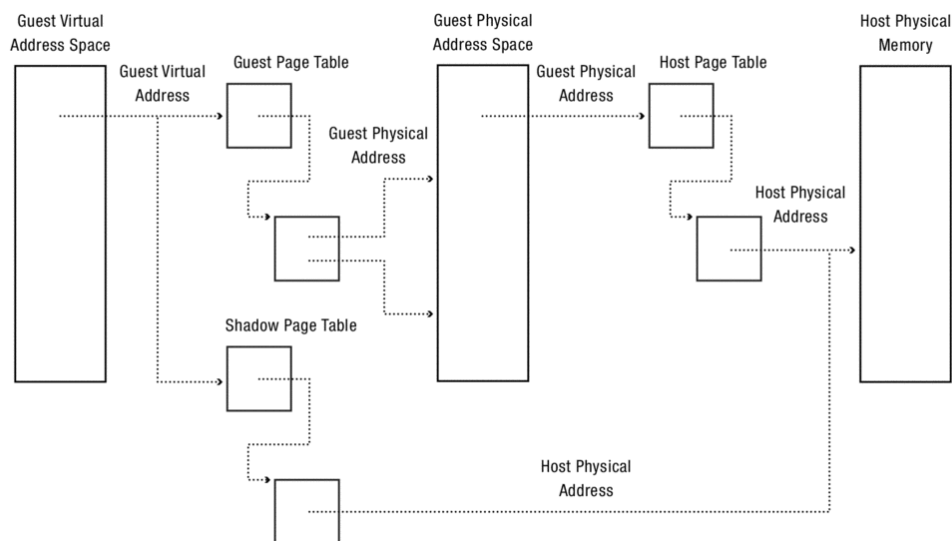 Guest Virtual
Address Space
Guest Physical
Address Space
Host Physical
Memory
Guest Virtual
Address
Guest Page Table
Guest Physical
Address
Host Page Table
Guest Physical
Address
Host Physical
Address
Shadow Page Table
Host Physical
Address